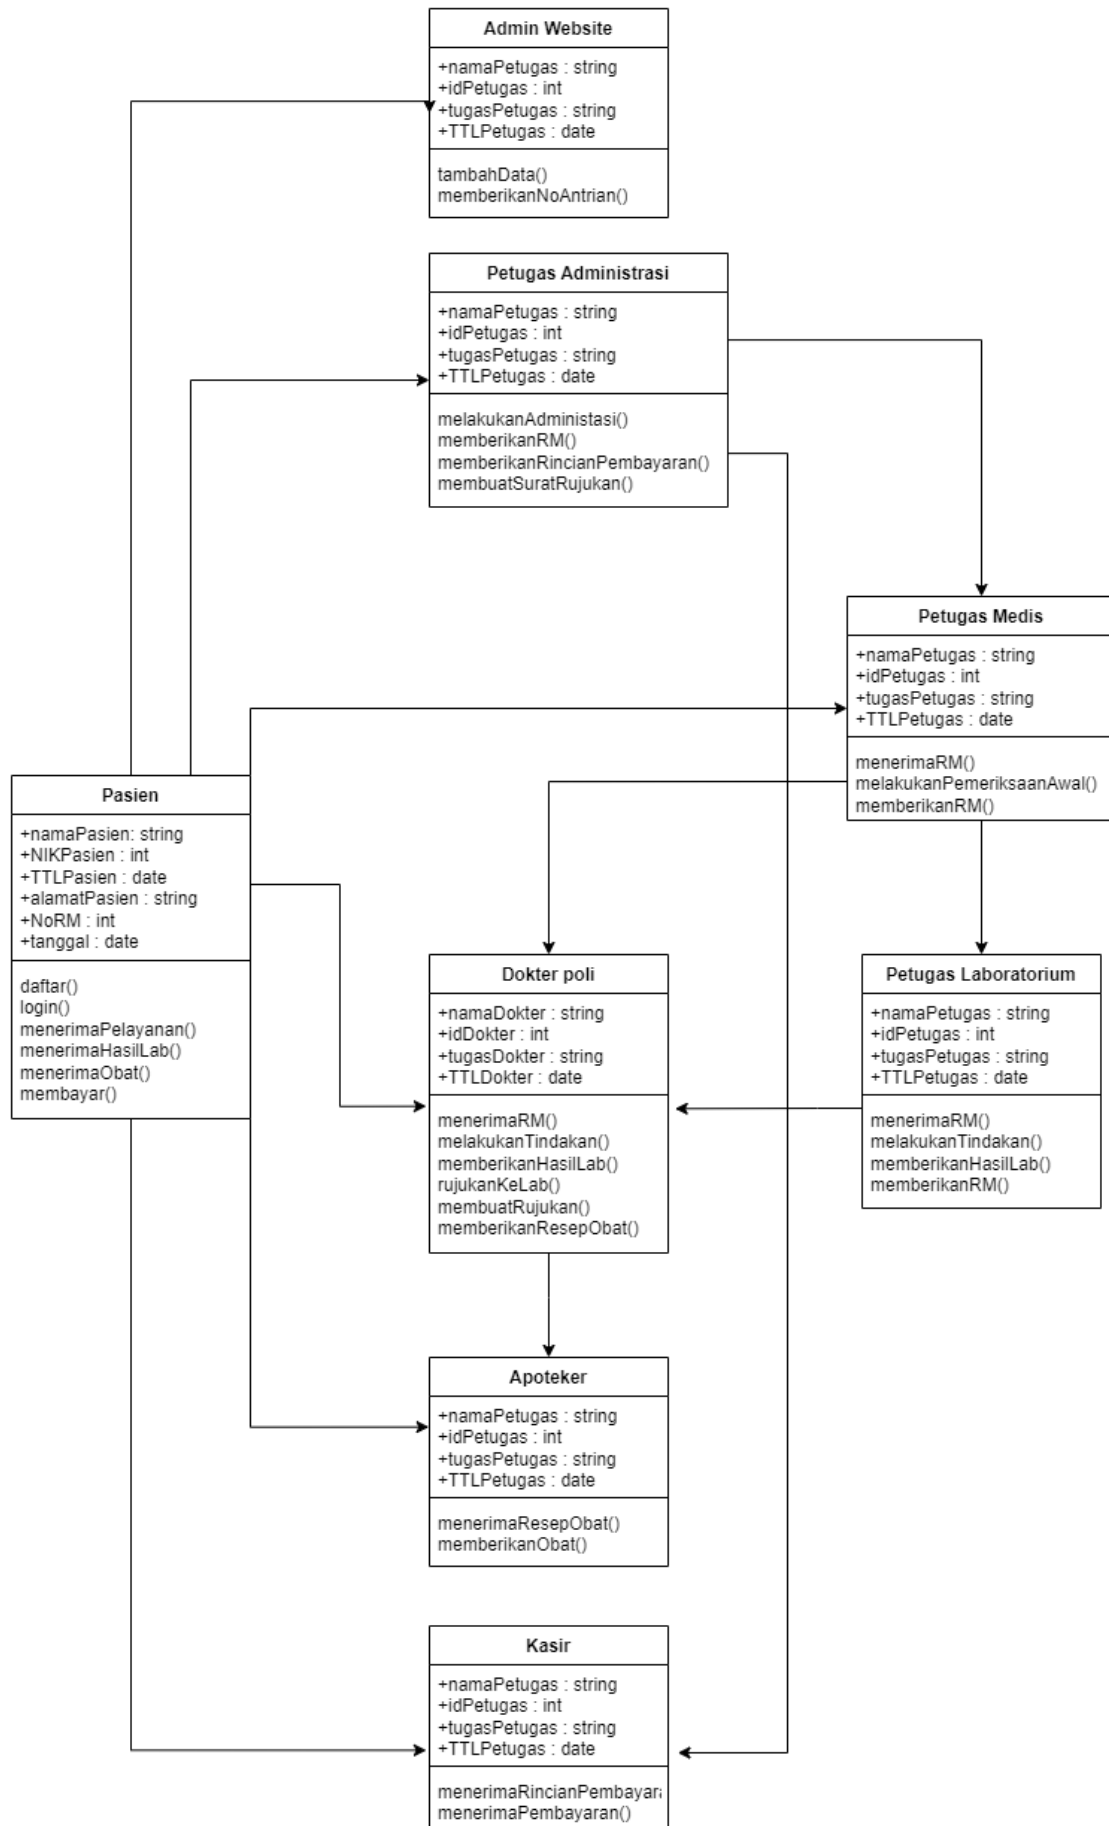 Admin Website
+namaPetugas : string
+idPetugas : int
+tugasPetugas : string
+TTLPetugas : date
tambahData()
memberikanNoAntrian()
Petugas Administrasi
+namaPetugas : string
+idPetugas : int
+tugasPetugas : string
+TTLPetugas : date
melakukanAdministasi()
memberikanRM()
memberikanRincianPembayaran()
membuatSuratRujukan()
Petugas Medis
+namaPetugas : string
+idPetugas : int
+tugasPetugas : string
+TTLPetugas : date
menerimaRM()
melakukanPemeriksaanAwal()
memberikanRM()
Pasien
+namaPasien: string
+NIKPasien : int
+TTLPasien : date
+alamatPasien : string
+NoRM : int
+tanggal : date
daftar()
login()
menerimaPelayanan()
menerimaHasilLab()
menerimaObat()
membayar()
Dokter poli
+namaDokter : string
+idDokter : int
+tugasDokter : string
+TTLDokter : date
menerimaRM()
melakukanTindakan()
memberikanHasilLab()
rujukanKeLab()
membuatRujukan()
memberikanResepObat()
Petugas Laboratorium
+namaPetugas : string
+idPetugas : int
+tugasPetugas : string
+TTLPetugas : date
menerimaRM()
melakukanTindakan()
memberikanHasilLab()
memberikanRM()
Apoteker
+namaPetugas : string
+idPetugas : int
+tugasPetugas : string
+TTLPetugas : date
menerimaResepObat()
memberikanObat()
Kasir
+namaPetugas : string
+idPetugas : int
+tugasPetugas : string
+TTLPetugas : date
menerimaRincianPembayar
menerimaPembayaran()